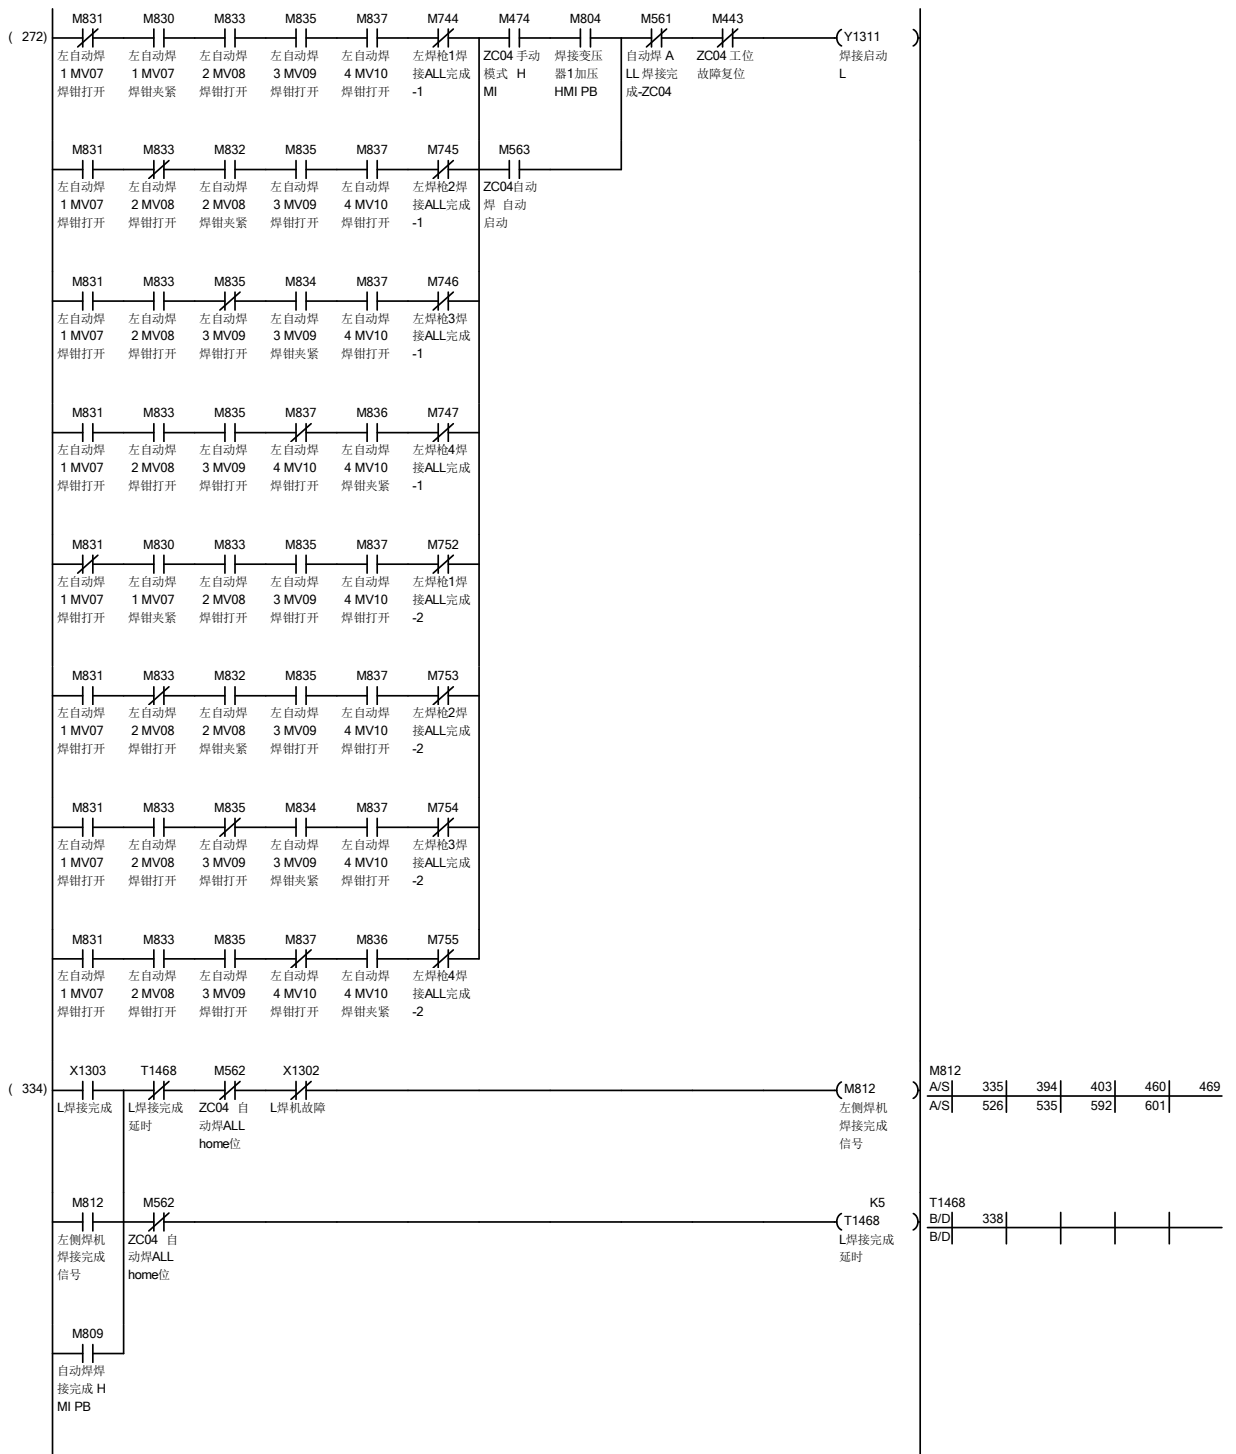 M831 M830 M833 M835 M837 M744 M474 M804 M561 M443
( 272) (Y1311 )
左自动焊 左自动焊 左自动焊 左自动焊 左自动焊 左焊枪1焊 ZC04 手动 焊接变压 自动焊 A ZC04 工位 焊接启动
1 MV07 1 MV07 2 MV08 3 MV09 4 MV10 接ALL完成 模式 H 器1加压 LL 焊接完 故障复位 L
焊钳打开 焊钳夹紧 焊钳打开 焊钳打开 焊钳打开 -1 MI HMI PB 成-ZC04
M831 M833 M832 M835 M837 M745 M563
左自动焊 左自动焊 左自动焊 左自动焊 左自动焊 左焊枪2焊 ZC04自动
1 MV07 2 MV08 2 MV08 3 MV09 4 MV10 接ALL完成 焊 自动
焊钳打开 焊钳打开 焊钳夹紧 焊钳打开 焊钳打开 -1 启动
M831 M833 M835 M834 M837 M746
左自动焊 左自动焊 左自动焊 左自动焊 左自动焊 左焊枪3焊
1 MV07 2 MV08 3 MV09 3 MV09 4 MV10 接ALL完成
焊钳打开 焊钳打开 焊钳打开 焊钳夹紧 焊钳打开 -1
M831 M833 M835 M837 M836 M747
左自动焊 左自动焊 左自动焊 左自动焊 左自动焊 左焊枪4焊
1 MV07 2 MV08 3 MV09 4 MV10 4 MV10 接ALL完成
焊钳打开 焊钳打开 焊钳打开 焊钳打开 焊钳夹紧 -1
M831 M830 M833 M835 M837 M752
左自动焊 左自动焊 左自动焊 左自动焊 左自动焊 左焊枪1焊
1 MV07 1 MV07 2 MV08 3 MV09 4 MV10 接ALL完成
焊钳打开 焊钳夹紧 焊钳打开 焊钳打开 焊钳打开 -2
M831 M833 M832 M835 M837 M753
左自动焊 左自动焊 左自动焊 左自动焊 左自动焊 左焊枪2焊
1 MV07 2 MV08 2 MV08 3 MV09 4 MV10 接ALL完成
焊钳打开 焊钳打开 焊钳夹紧 焊钳打开 焊钳打开 -2
M831 M833 M835 M834 M837 M754
左自动焊 左自动焊 左自动焊 左自动焊 左自动焊 左焊枪3焊
1 MV07 2 MV08 3 MV09 3 MV09 4 MV10 接ALL完成
焊钳打开 焊钳打开 焊钳打开 焊钳夹紧 焊钳打开 -2
M831 M833 M835 M837 M836 M755
左自动焊 左自动焊 左自动焊 左自动焊 左自动焊 左焊枪4焊
1 MV07 2 MV08 3 MV09 4 MV10 4 MV10 接ALL完成
焊钳打开 焊钳打开 焊钳打开 焊钳打开 焊钳夹紧 -2
X1303 T1468 M562 X1302 M812
( 334) (M812 ) A/S 335 394 403 460 469
L焊接完成 L焊接完成 ZC04 自 L焊机故障 左侧焊机 A/S 526 535 592 601
延时 动焊ALL 焊接完成
home位 信号
M812 M562 K5 T1468
(T1468 ) B/D 338
左侧焊机 ZC04 自 L焊接完成 B/D
焊接完成 动焊ALL 延时
信号 home位
M809
自动焊焊
接完成 H
MI PB